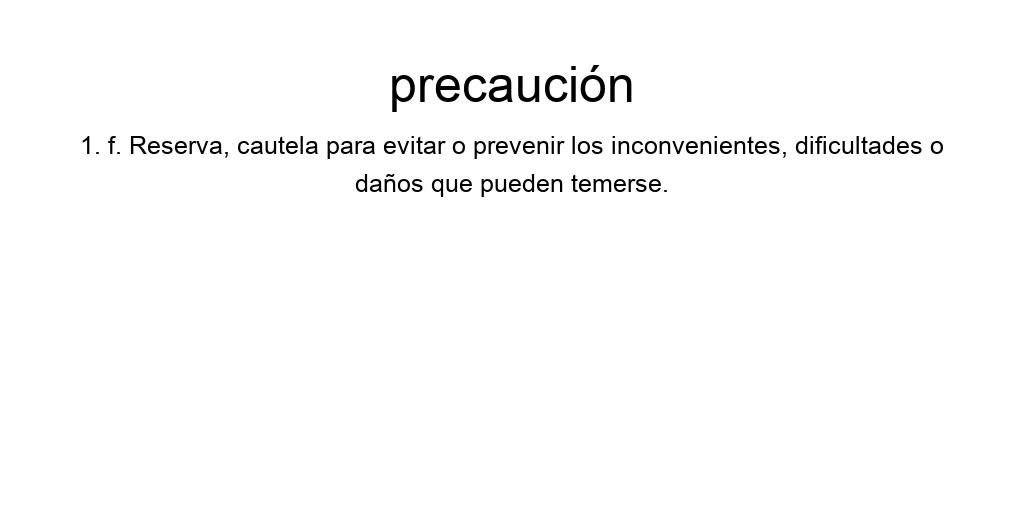 precaución
1. f. Reserva, cautela para evitar o prevenir los inconvenientes, dificultades o
daños que pueden temerse.